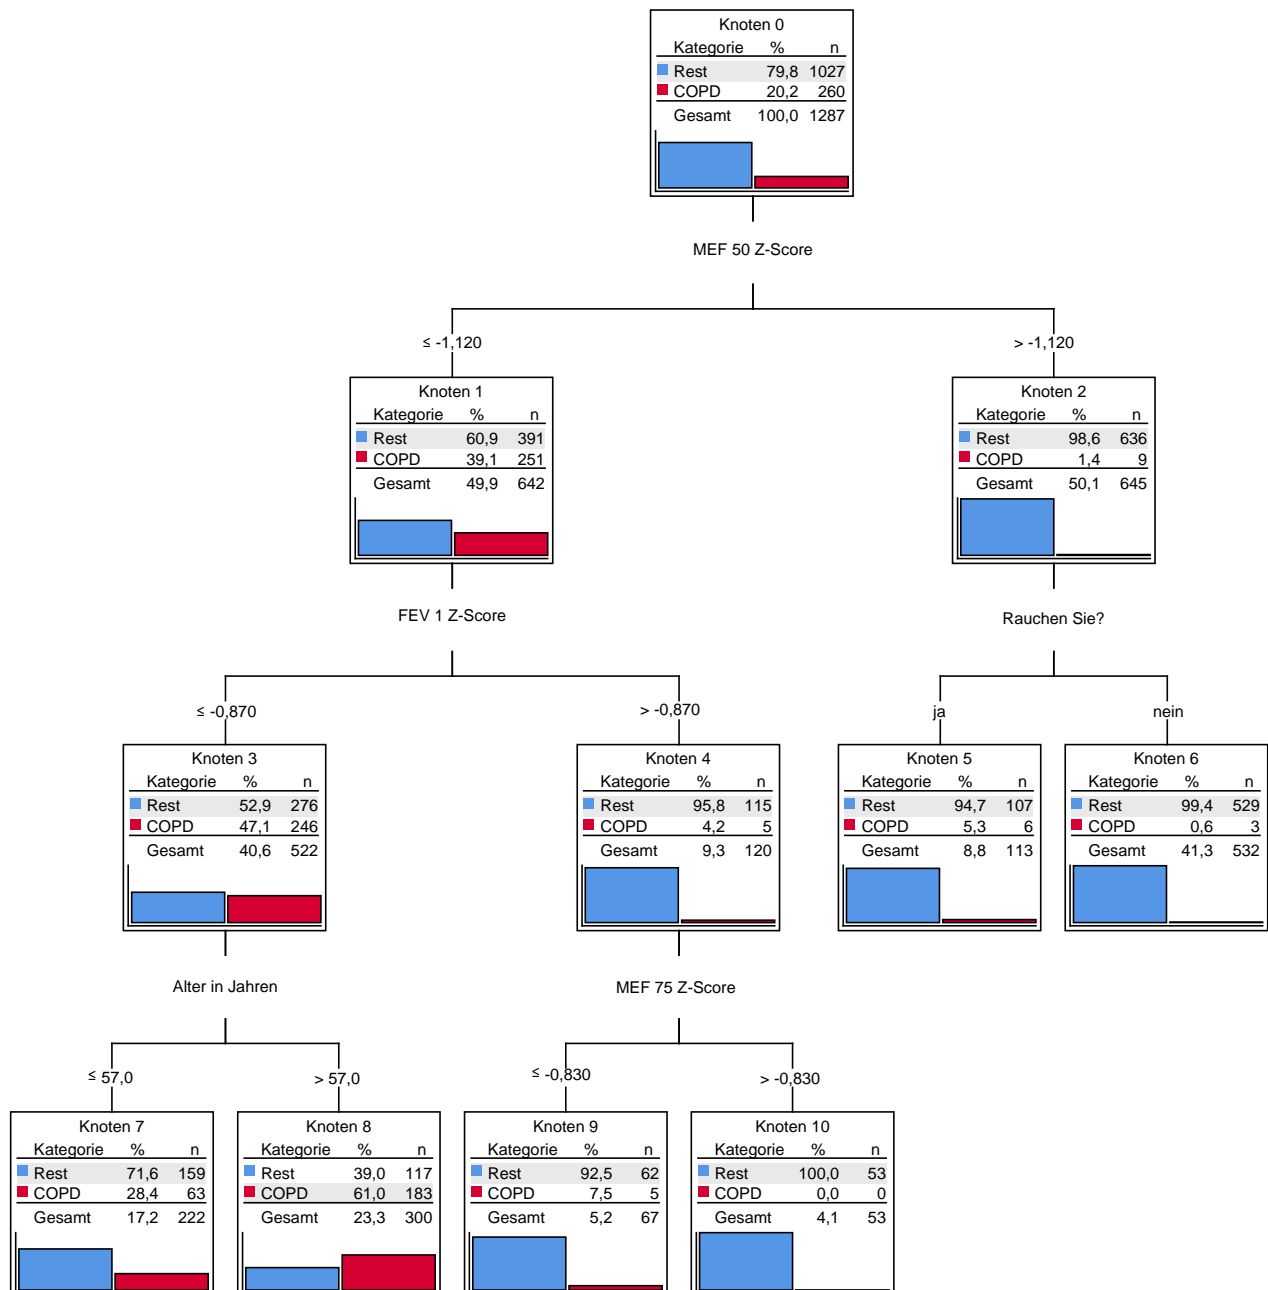 Knoten 0
Kategorie % n
Rest 79,8 1027
COPD 20,2 260
Gesamt 100,0 1287
MEF 50 Z-Score
≤ -1,120
> -1,120
Knoten 1
Kategorie % n
Rest 60,9 391
COPD 39,1 251
Gesamt 49,9 642
Knoten 2
Kategorie % n
Rest 98,6 636
COPD 1,4 9
Gesamt 50,1 645
FEV 1 Z-Score
Rauchen Sie?
≤ -0,870
> -0,870
ja
nein
Knoten 3
Kategorie % n
Rest 52,9 276
COPD 47,1 246
Gesamt 40,6 522
Knoten 4
Kategorie % n
Rest 95,8 115
COPD 4,2 5
Gesamt 9,3 120
Knoten 5
Kategorie % n
Rest 94,7 107
COPD 5,3 6
Gesamt 8,8 113
Knoten 6
Kategorie % n
Rest 99,4 529
COPD 0,6 3
Gesamt 41,3 532
Alter in Jahren
MEF 75 Z-Score
≤ 57,0
> 57,0
≤ -0,830
> -0,830
Knoten 7
Kategorie % n
Rest 71,6 159
COPD 28,4 63
Gesamt 17,2 222
Knoten 8
Kategorie % n
Rest 39,0 117
COPD 61,0 183
Gesamt 23,3 300
Knoten 9
Kategorie % n
Rest 92,5 62
COPD 7,5 5
Gesamt 5,2 67
Knoten 10
Kategorie % n
Rest 100,0 53
COPD 0,0 0
Gesamt 4,1 53